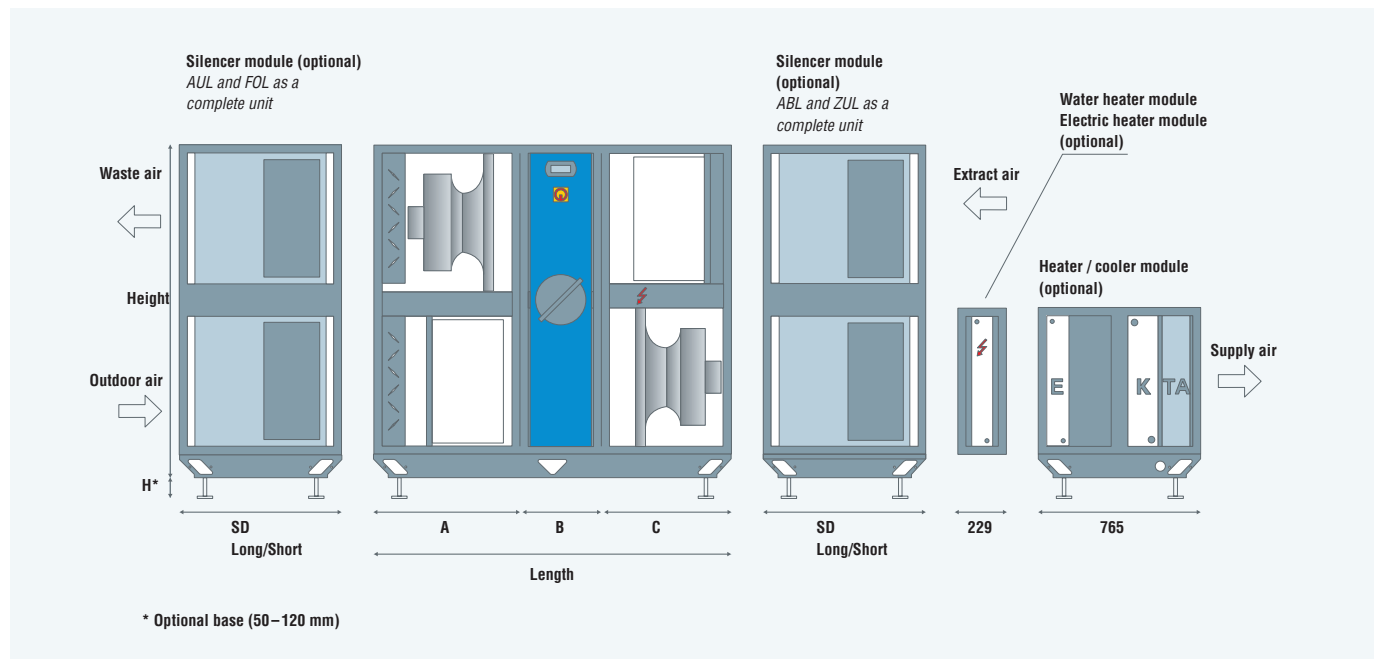 Silencer module (optional)
AUL and FOL as a
complete unit
Silencer module
(optional)
ABL and ZUL as a
complete unit
Water heater module
Electric heater module
(optional)
Waste air
Extract air
Heater / cooler module
(optional)
Height
Outdoor air
Supply air
E
K
TA
H*
SD
Long/Short
A
B
C
SD
Long/Short
229
765
Length
* Optional base (50–120 mm)